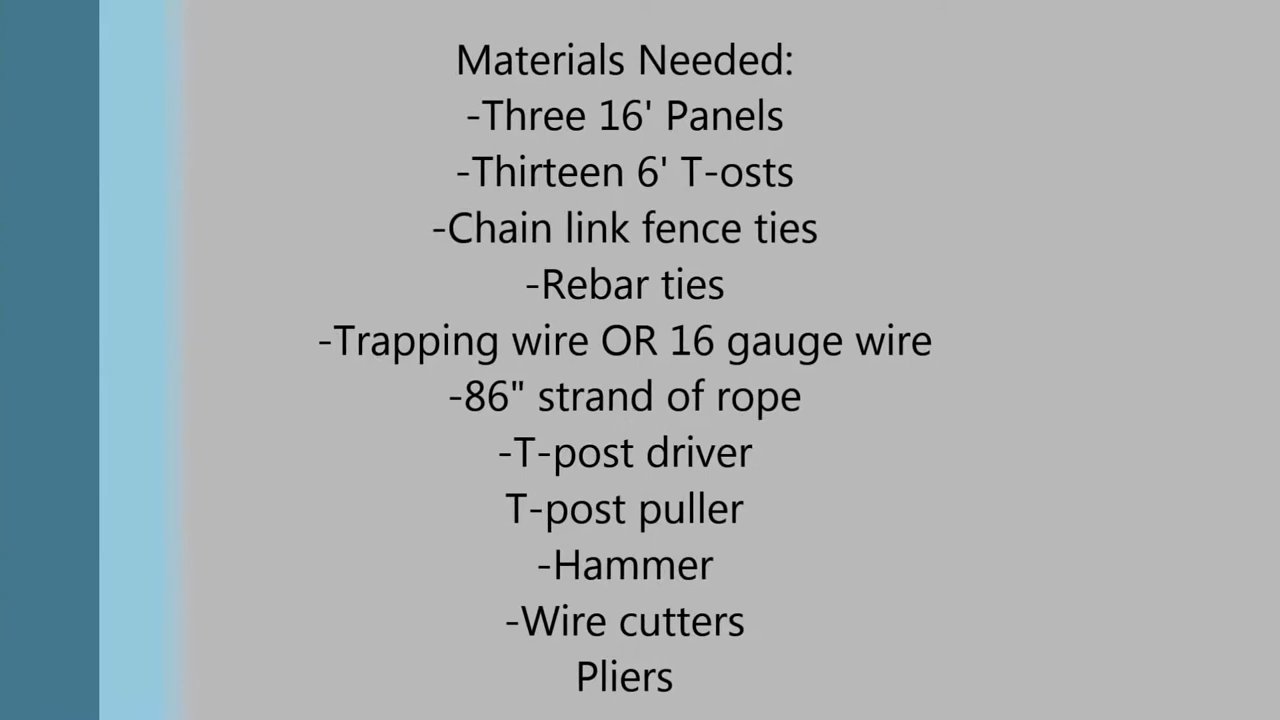 Materials Needed:
-Three 16' Panels
-Thirteen 6' T-osts
-Chain link fence ties
-Rebar ties
-Trapping wire OR 16 gauge wire
-86" strand of rope
-T-post driver
T-post puller
-Hammer
-Wire cutters
Pliers